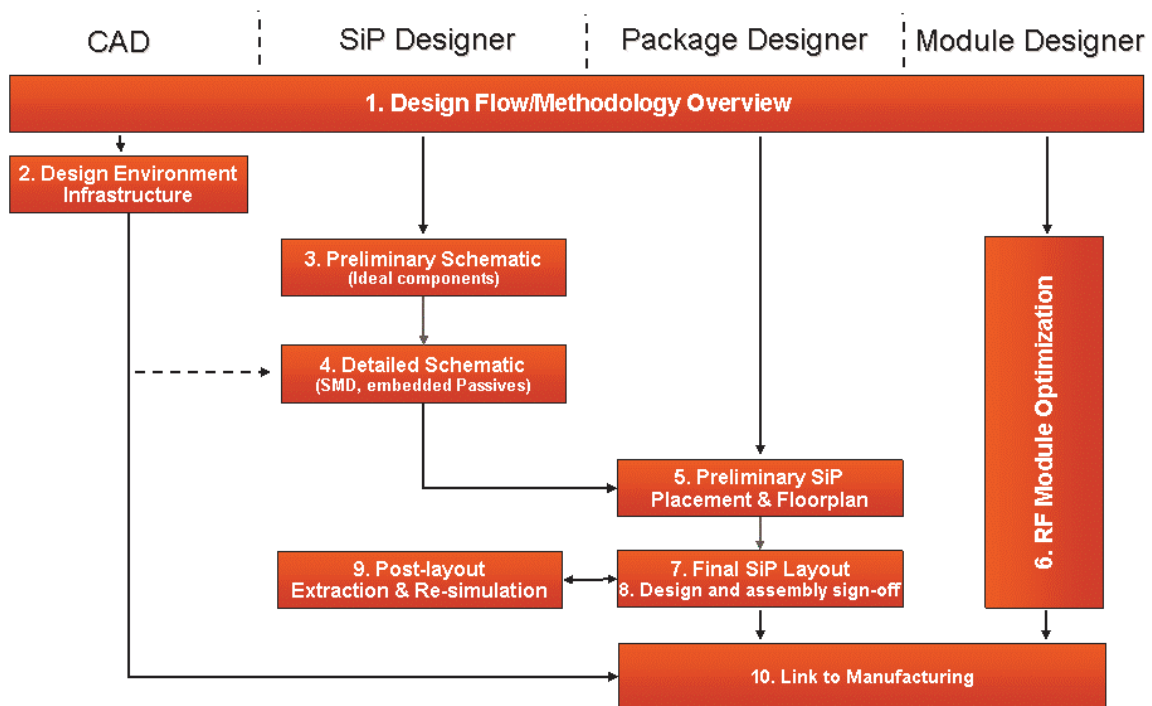 CAD
SiP Designer
Package Designer
Module Designer
1. Design Flow/Methodology Overview
2. Design Environment
Infrastructure
3. Preliminary Schematic
(Ideal components)
4. Detailed Schematic
(SMD, embedded Passives)
5. Preliminary SiP
Placement & Floorplan
6. RF Module Optimization
9. Post-layout
Extraction & Re-simulation
7. Final SiP Layout
8. Design and assembly sign-off
10. Link to Manufacturing